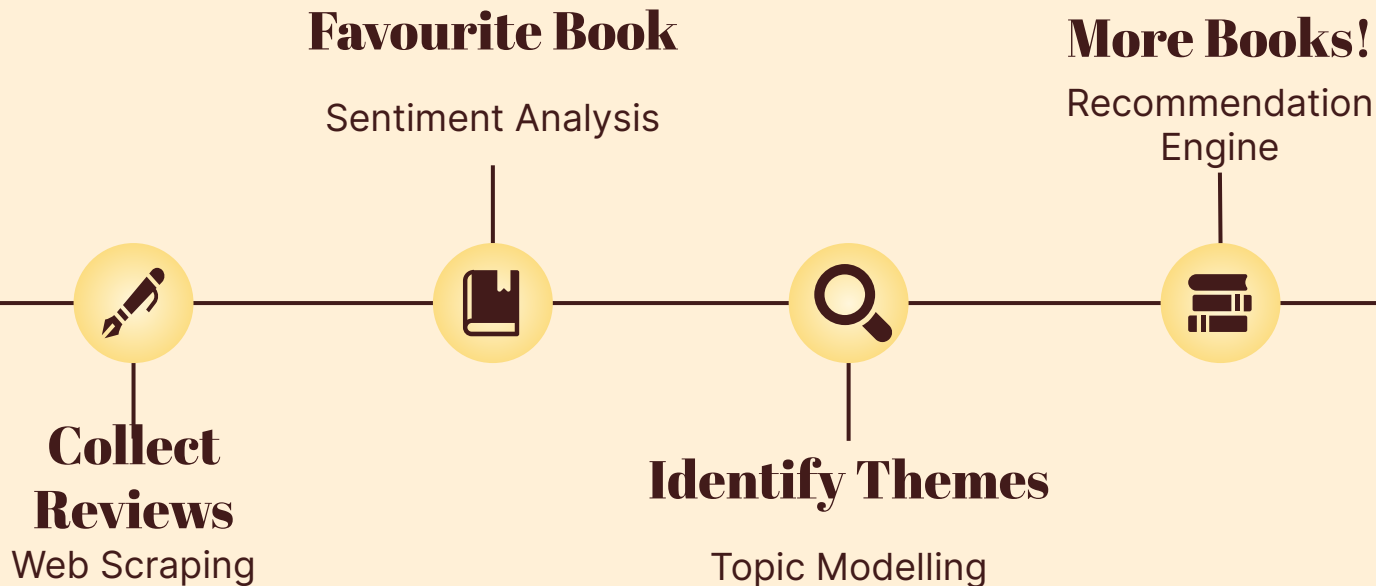 Favourite Book
Sentiment Analysis
More Books!
Recommendation
Engine
Collect
Reviews
Web Scraping
Identify Themes
Topic Modelling